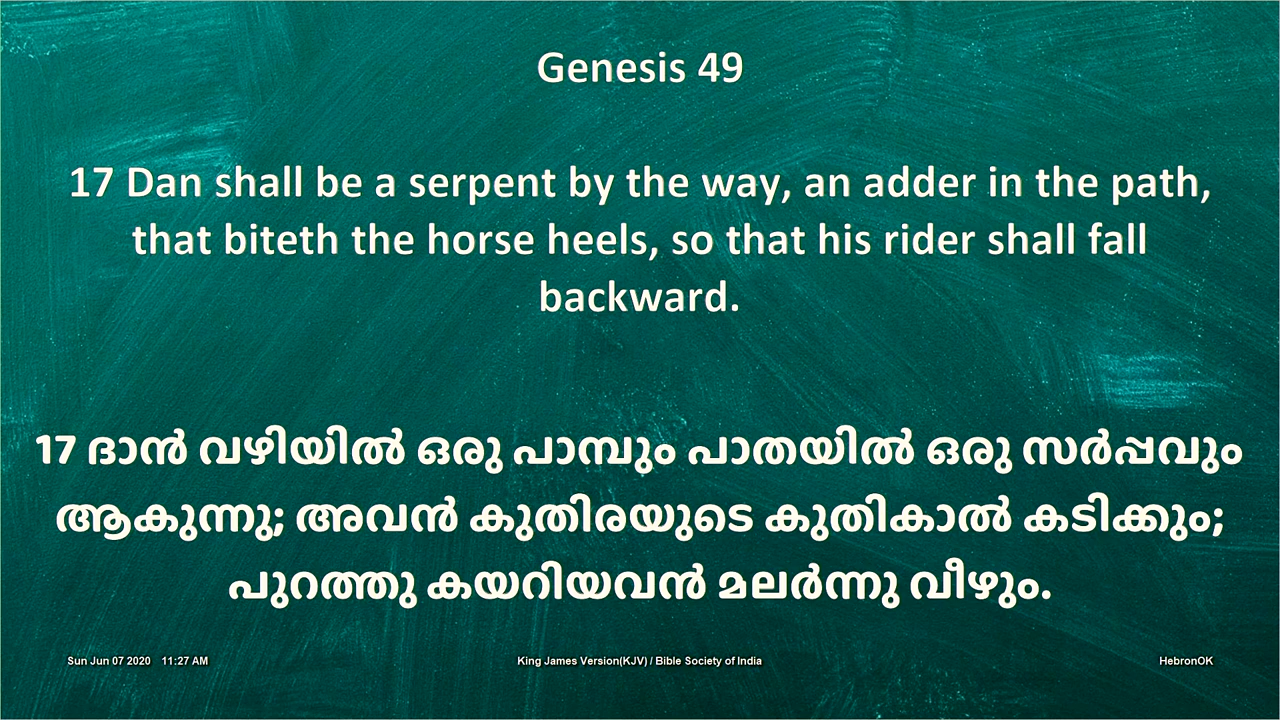 Genesis 49
17 Dan shall be a serpent by the way, an adder in the path,
that biteth the horse heels, so that his rider shall fall
backward.
17 ദാൻ വഴിയിൽ ഒരു പാമ്പും പാതയിൽ ഒരു സർപ്പവും
ആകുന്നു; അവൻ കുതിരയുടെ കുതികാൽ കടിക്കും;
പുറത്തു കയറിയവൻ മലർന്നു വീഴും.
Sun Jun 07 2020 11:27 AM
King James Version(KJV) / Bible Society of India
HebronOK